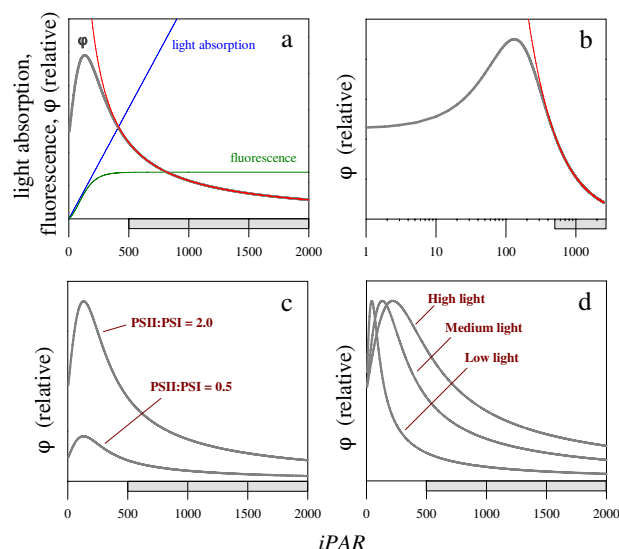 light absorption,
fluorescence, φ (relative)
φ
a
light absorption
fluorescence
0 500 1000 1500 2000
φ (relative)
b
1 10 100 1000
φ (relative)
c
PSII:PSI = 2.0
PSII:PSI = 0.5
0 500 1000 1500 2000
φ (relative)
d
High light
Medium light
Low light
0 500 1000 1500 2000
iPAR